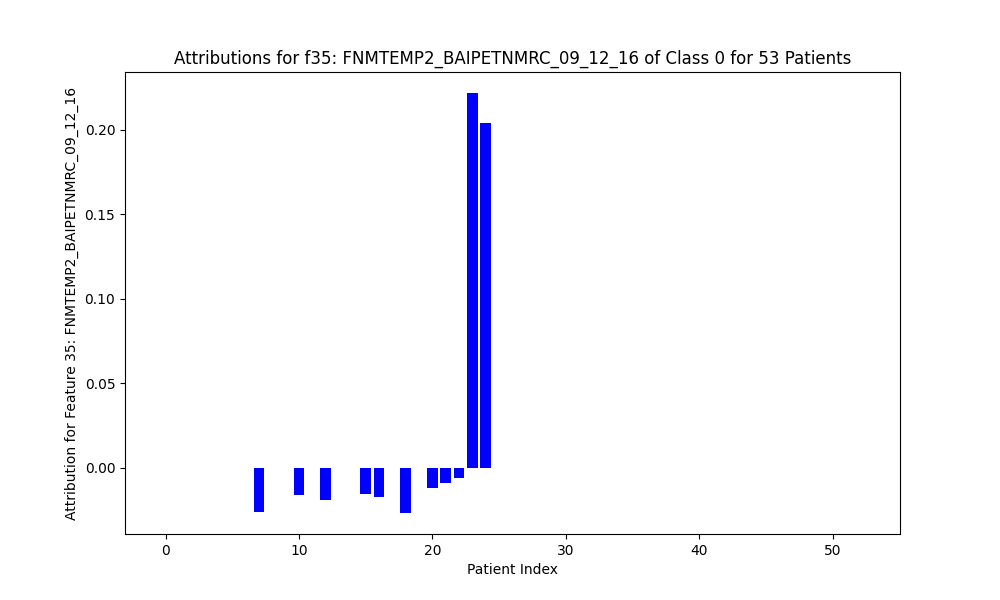 Attributions for f35: FNMTEMP2_BAIPETNMRC_09_12_16 of Class 0 for 53 Patients
Attribution for Feature 35: FNMTEMP2_BAIPETNMRC_09_12_16
0.20
0.15
0.10
0.05
0.00
0 10 20 30 40 50
Patient Index